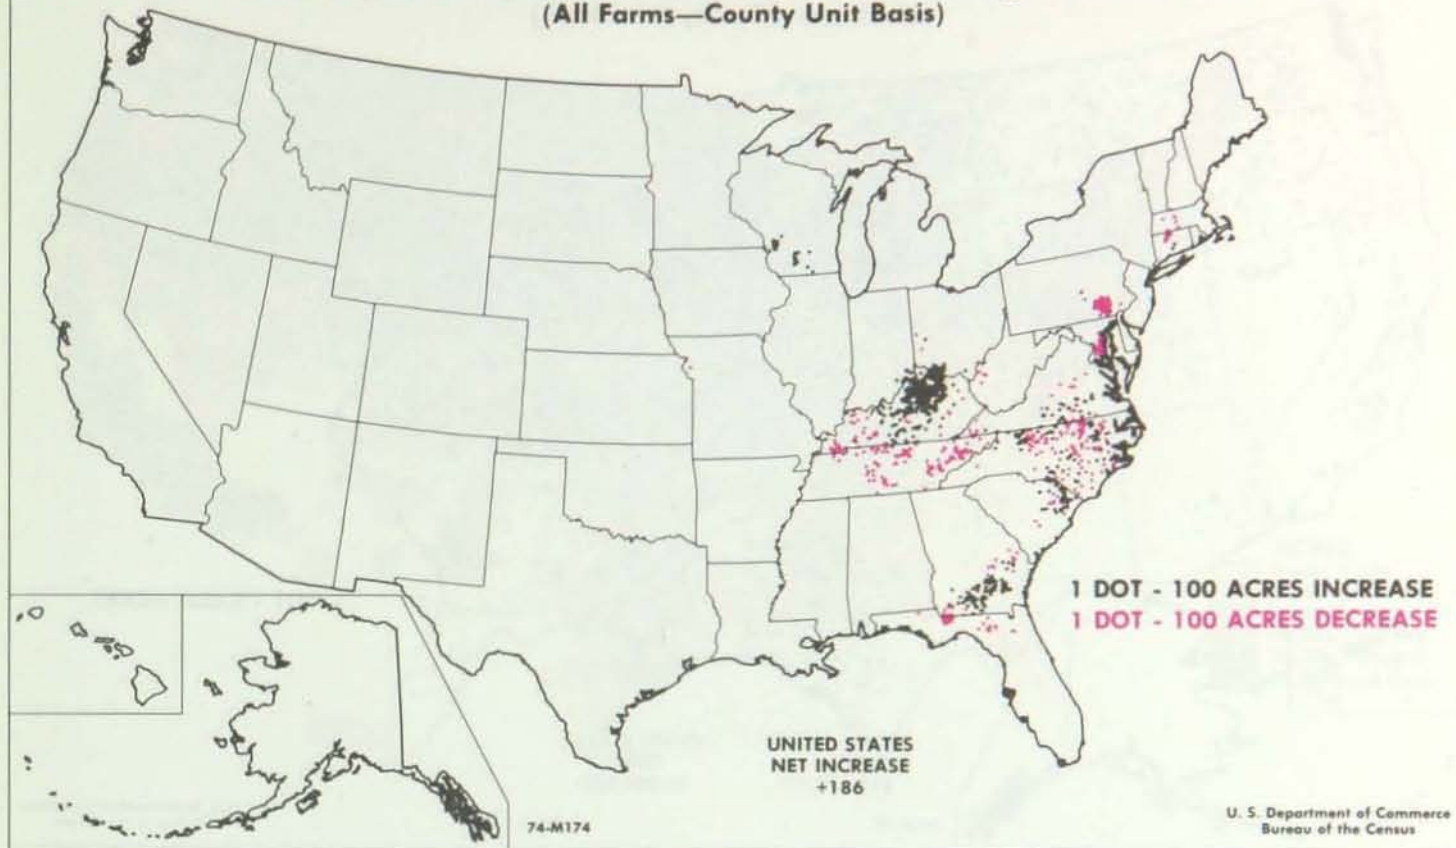 (All Farms—County Unit Basis)
1 DOT - 100 ACRES INCREASE
1 DOT - 100 ACRES DECREASE
UNITED STATES
NET INCREASE
+186
74-M174
U. S. Department of Commerce
Bureau of the Census